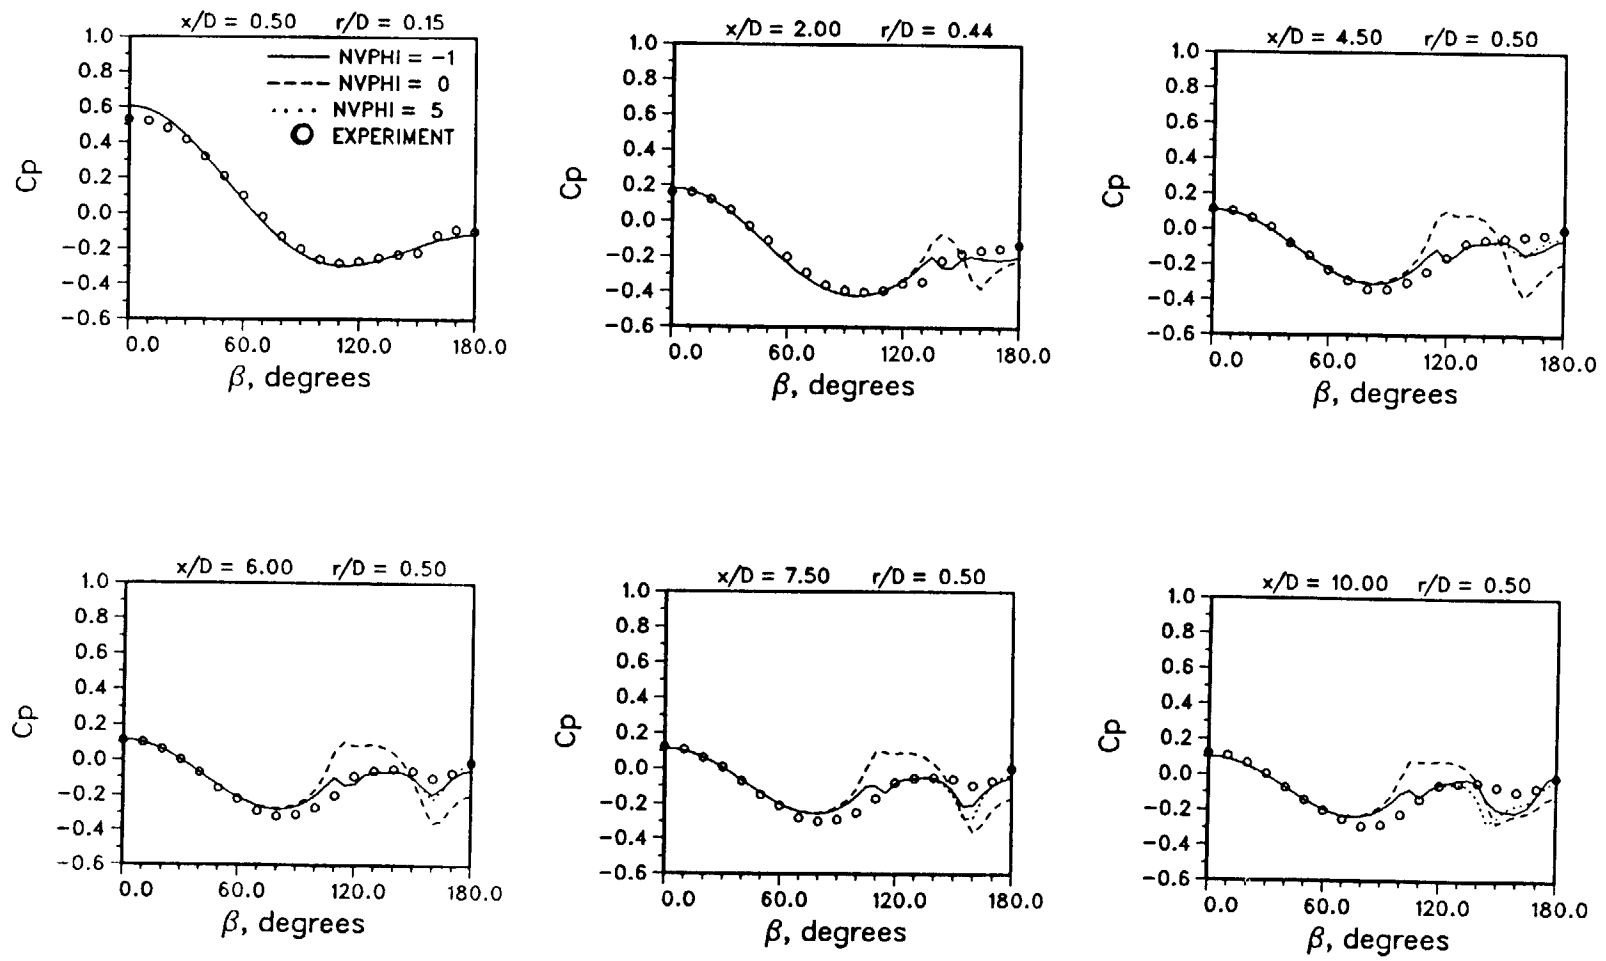 x/D = 0.50 r/D = 0.15
1.0
0.8
0.6
0.4
0.2
0.0
−0.2
−0.4
−0.6
Cp
NVPHI = −1
NVPHI = 0
NVPHI = 5
EXPERIMENT
0.0 60.0 120.0 180.0
β, degrees
x/D = 2.00 r/D = 0.44
1.0
0.8
0.6
0.4
0.2
0.0
−0.2
−0.4
−0.6
Cp
0.0 60.0 120.0 180.0
β, degrees
x/D = 4.50 r/D = 0.50
1.0
0.8
0.6
0.4
0.2
0.0
−0.2
−0.4
−0.6
Cp
0.0 60.0 120.0 180.0
β, degrees
x/D = 6.00 r/D = 0.50
1.0
0.8
0.6
0.4
0.2
0.0
−0.2
−0.4
−0.6
Cp
0.0 60.0 120.0 180.0
β, degrees
x/D = 7.50 r/D = 0.50
1.0
0.8
0.6
0.4
0.2
0.0
−0.2
−0.4
−0.6
Cp
0.0 60.0 120.0 180.0
β, degrees
x/D = 10.00 r/D = 0.50
1.0
0.8
0.6
0.4
0.2
0.0
−0.2
−0.4
−0.6
Cp
0.0 60.0 120.0 180.0
β, degrees